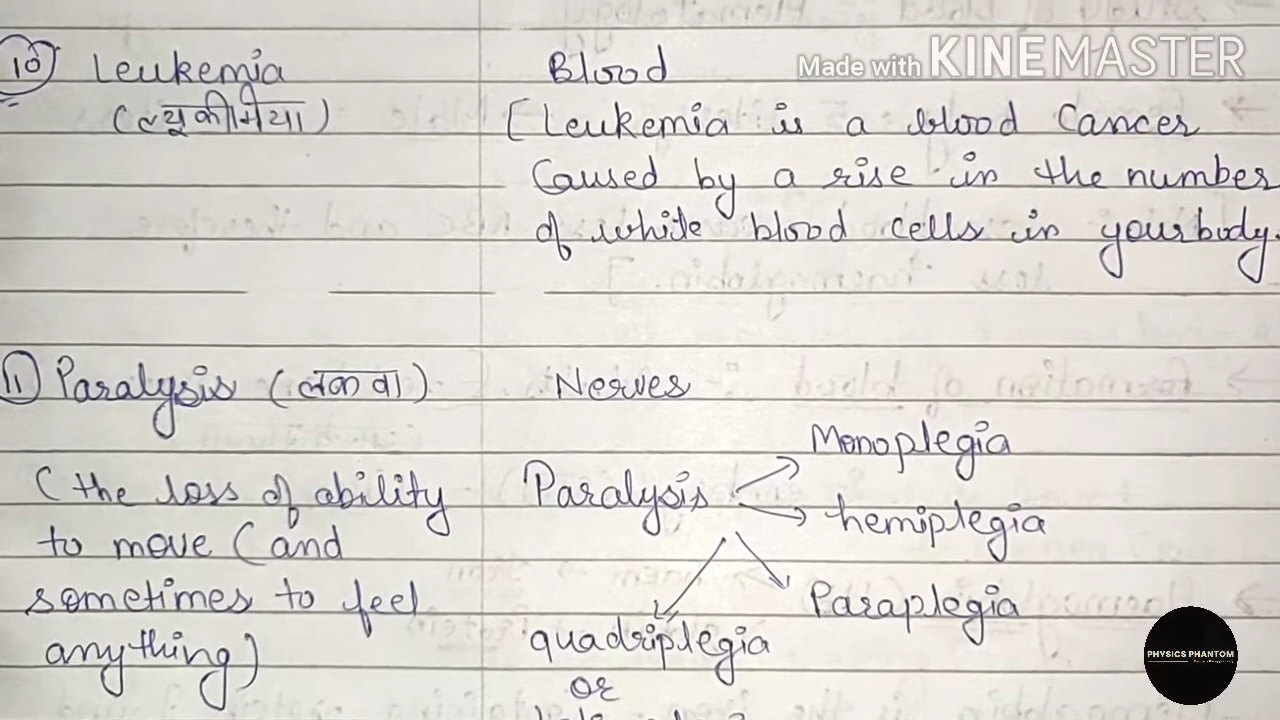 Made with KINEMASTER
10 Leukemia Blood
(ल्यूकीमिया) [Leukemia is a blood Cancer
Caused by a rise in the number
of white blood cells in your body.
11 Paralysis (लकवा) Nerves
Monoplegia
(the loss of ability Paralysis
hemiplegia
to move (and
sometimes to feel Paraplegia
anything) quadriplegia
or
PHYSICS PHANTOM